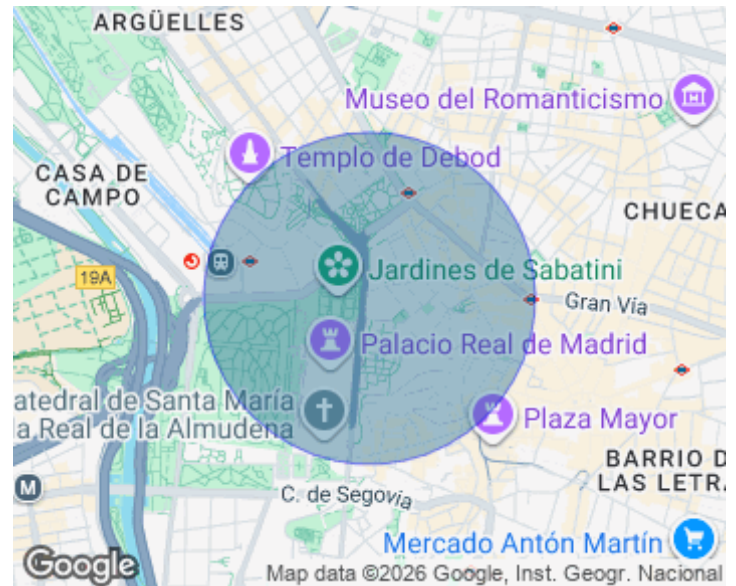 ARGÜELLES
Museo del Romanticismo
Templo de Debod
CASA DE
CAMPO
CHUECA
Jardines de Sabatini
19A
Gran Vía
Palacio Real de Madrid
atedral de Santa María
a Real de la Almudena
Plaza Mayor
BARRIO D
LAS LETR
M
C. de Segovia
Mercado Antón Martín
Google
Map data ©2026 Google, Inst. Geogr. Nacional